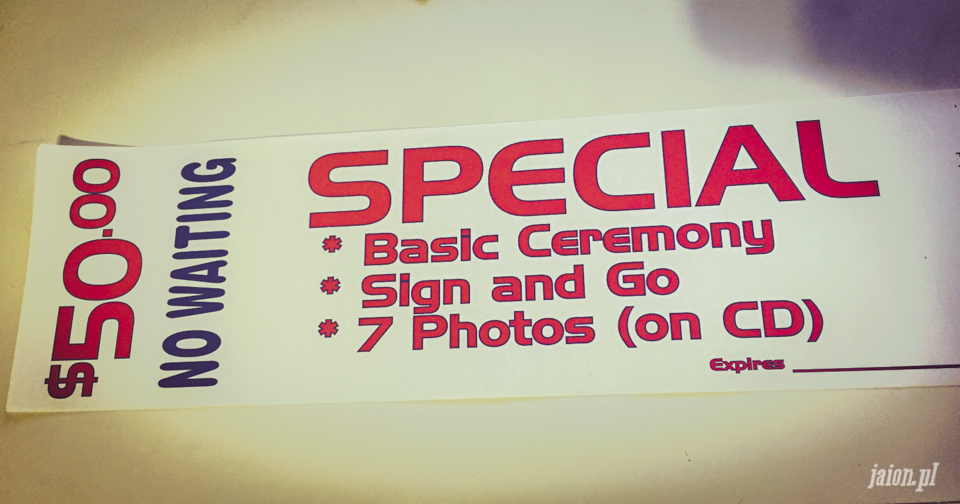 $50.00
NO WAITING
SPECIAL
* Basic Ceremony
* Sign and Go
* 7 Photos (on CD)
Expires
jaion.pl